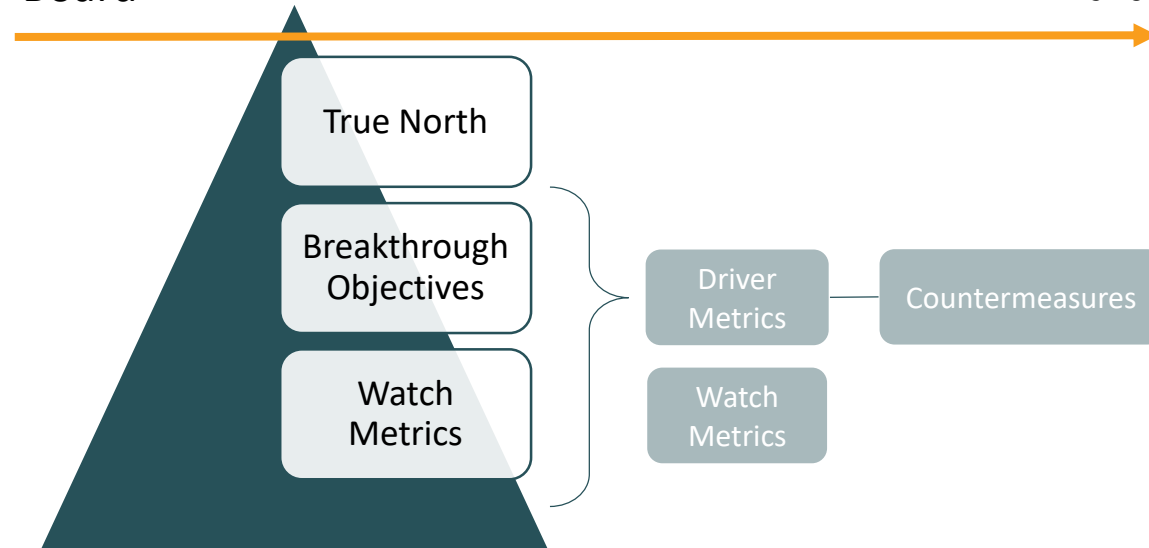 True North
Breakthrough
Objectives
Driver
Metrics
Countermeasures
Watch
Metrics
Watch
Metrics